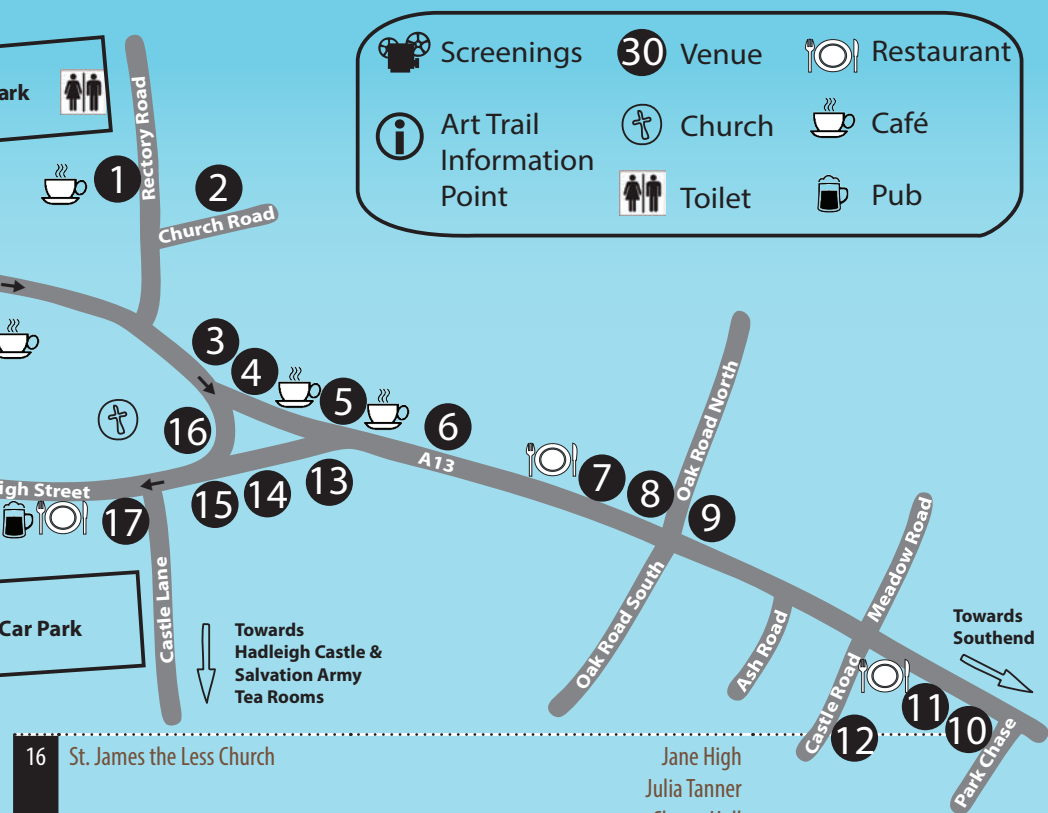 Screenings
30 Venue
Restaurant
Art Trail
Information
Point
Church
Café
Toilet
Pub
ark
Rectory Road
1
2
Church Road
3
4
5
6
A13
7
8
9
Oak Road North
16
15
14
13
igh Street
17
Castle Lane
Car Park
Towards
Hadleigh Castle &
Salvation Army
Tea Rooms
Oak Road South
Ash Road
Meadow Road
Castle Road
Towards
Southend
12
11
10
Park Chase
16 St. James the Less Church
Jane High
Julia Tanner